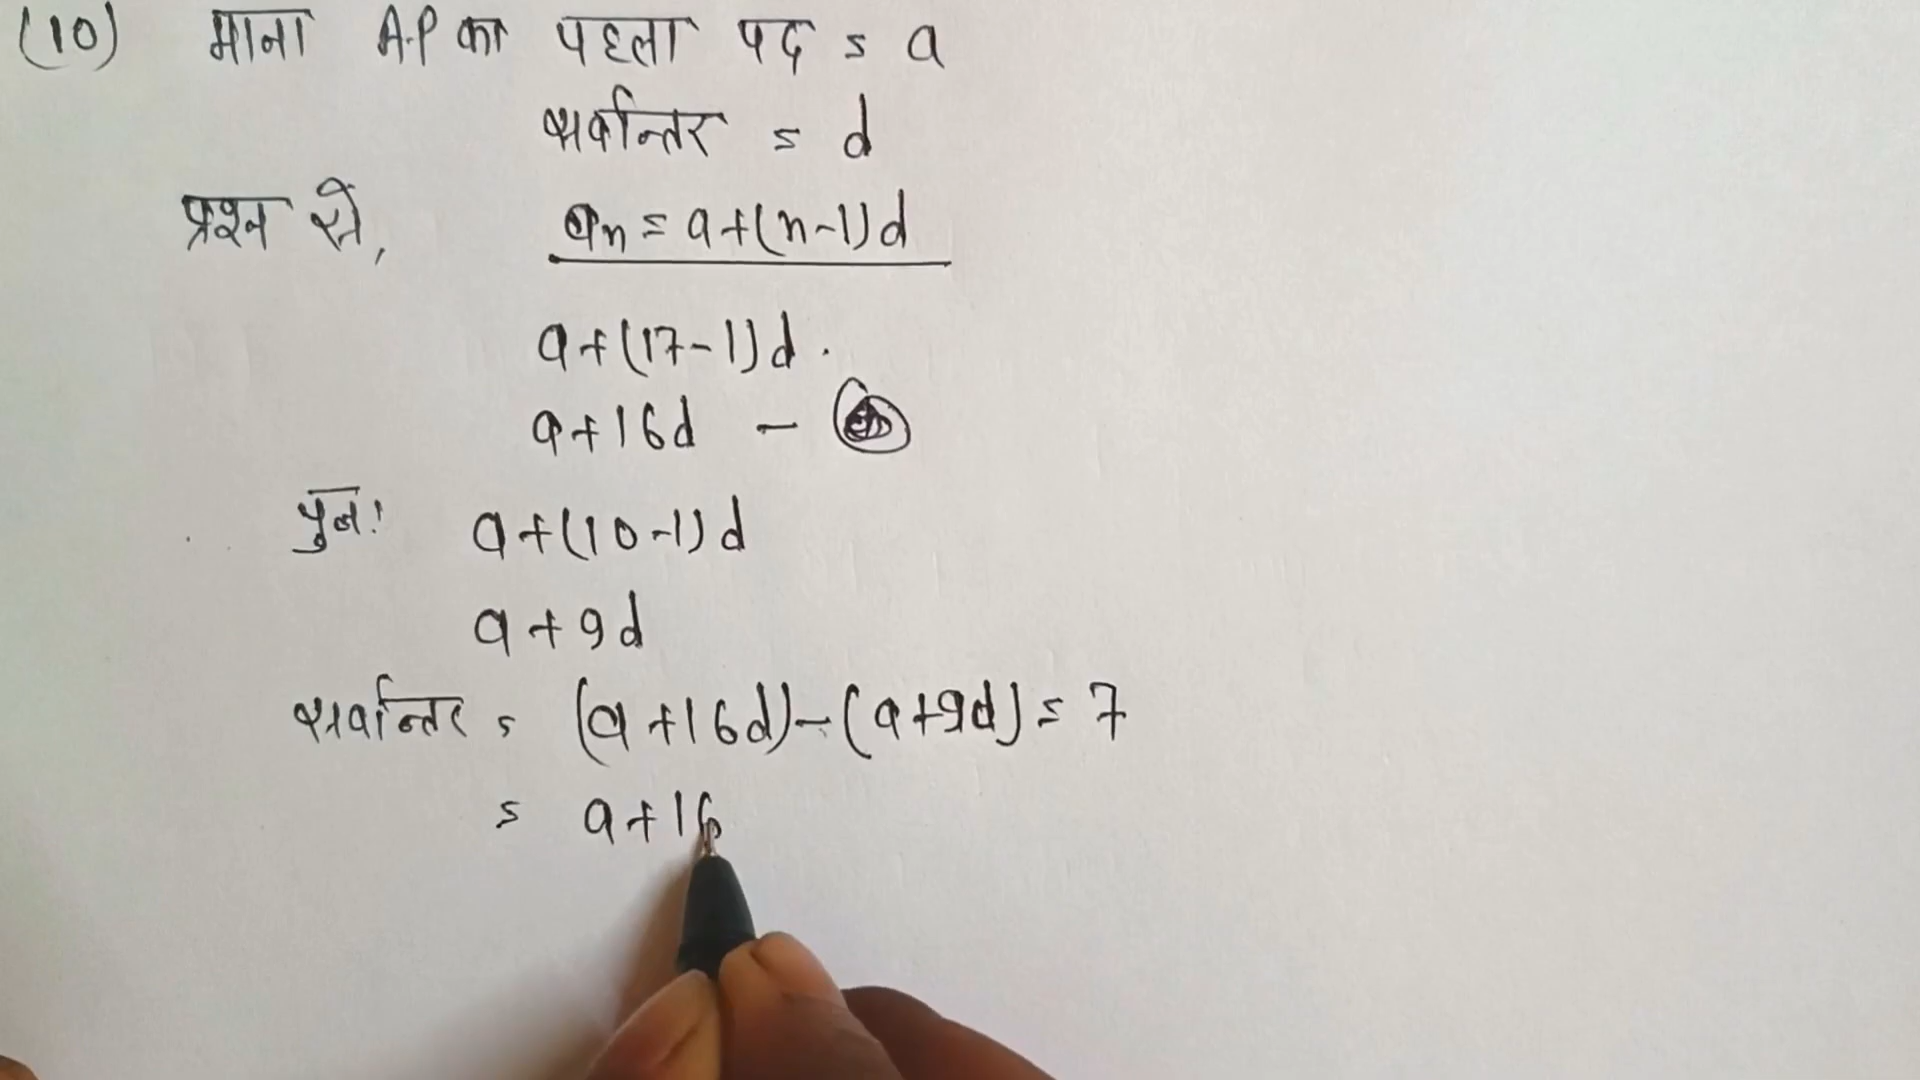 (10) माना A.P का पहला पद = a
सर्वान्तर = d
प्रश्न से, an = a+(n-1)d
a+(17-1)d.
a+16d -
पुन: a+(10-1)d
a+9d
सर्वान्तर = (a+16d)-(a+9d) = 7
= a+16